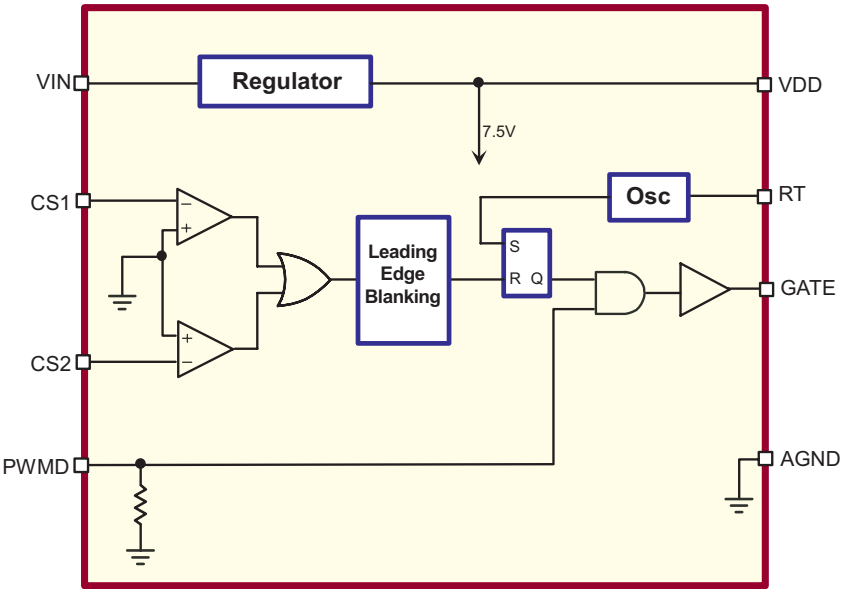 VIN
Regulator
VDD
7.5V
CS1
−
+
Osc
RT
S
R Q
Leading
Edge
Blanking
GATE
+
−
CS2
PWMD
AGND